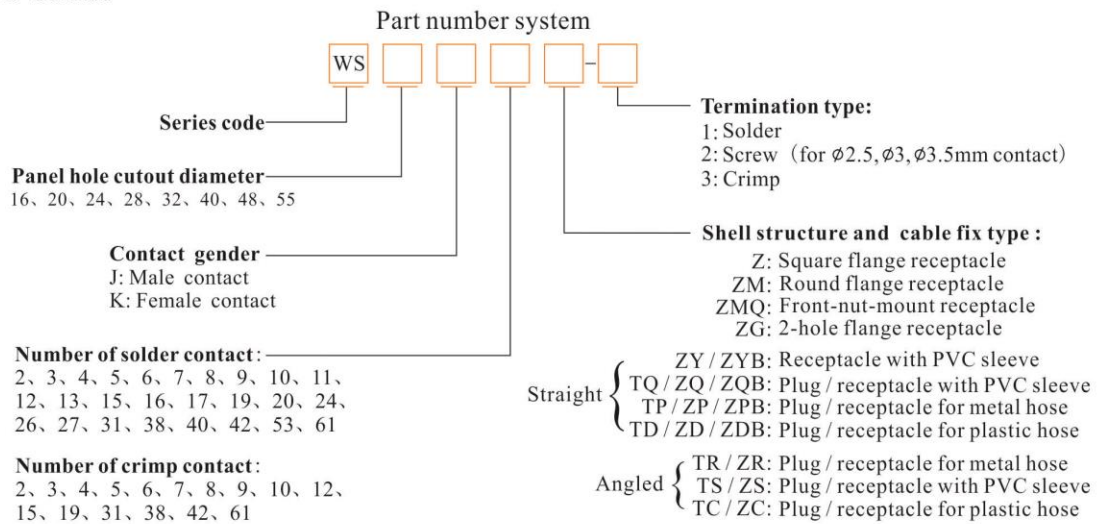 Part number system
WS
-
Series code
Panel hole cutout diameter
16、20、24、28、32、40、48、55
Contact gender
J: Male contact
K: Female contact
Number of solder contact:
2、3、4、5、6、7、8、9、10、11、
12、13、15、16、17、19、20、24、
26、27、31、38、40、42、53、61
Number of crimp contact:
2、3、4、5、6、7、8、9、10、12、
15、19、31、38、42、61
Termination type:
1: Solder
2: Screw (for ø2.5, ø3, ø3.5mm contact)
3: Crimp
Shell structure and cable fix type :
Z: Square flange receptacle
ZM: Round flange receptacle
ZMQ: Front-nut-mount receptacle
ZG: 2-hole flange receptacle
Straight
ZY / ZYB: Receptacle with PVC sleeve
TQ / ZQ / ZQB: Plug / receptacle with PVC sleeve
TP / ZP / ZPB: Plug / receptacle for metal hose
TD / ZD / ZDB: Plug / receptacle for plastic hose
Angled
TR / ZR: Plug / receptacle for metal hose
TS / ZS: Plug / receptacle with PVC sleeve
TC / ZC: Plug / receptacle for plastic hose